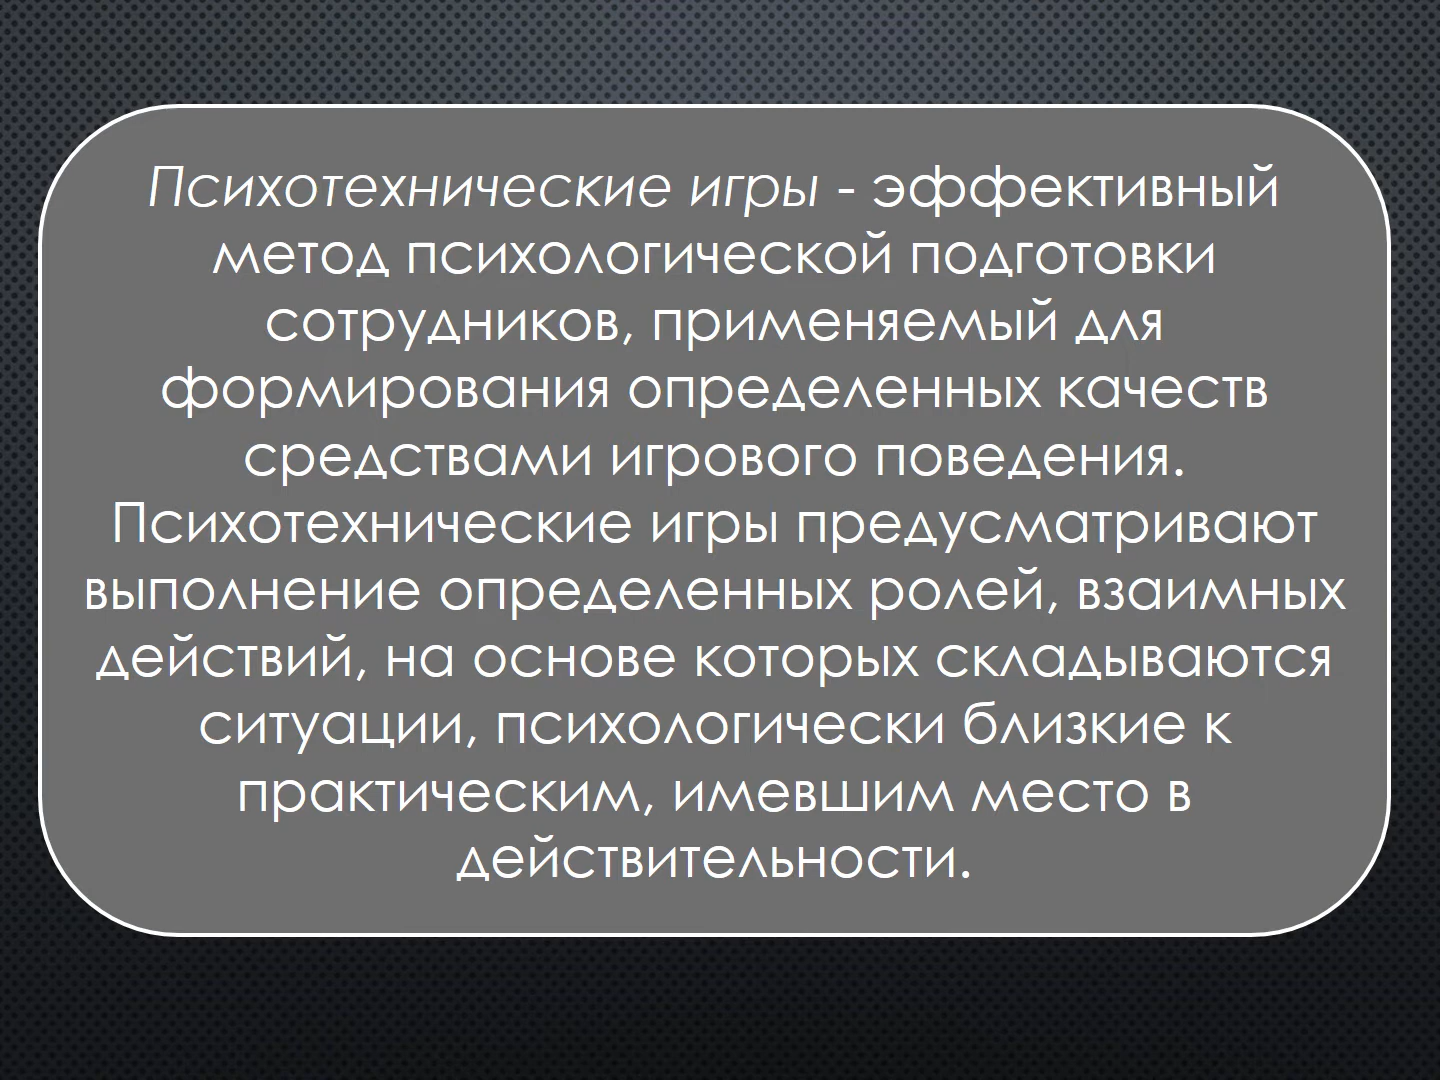 Психотехнические игры - эффективный
метод психологической подготовки
сотрудников, применяемый для
формирования определенных качеств
средствами игрового поведения.
Психотехнические игры предусматривают
выполнение определенных ролей, взаимных
действий, на основе которых складываются
ситуации, психологически близкие к
практическим, имевшим место в
действительности.